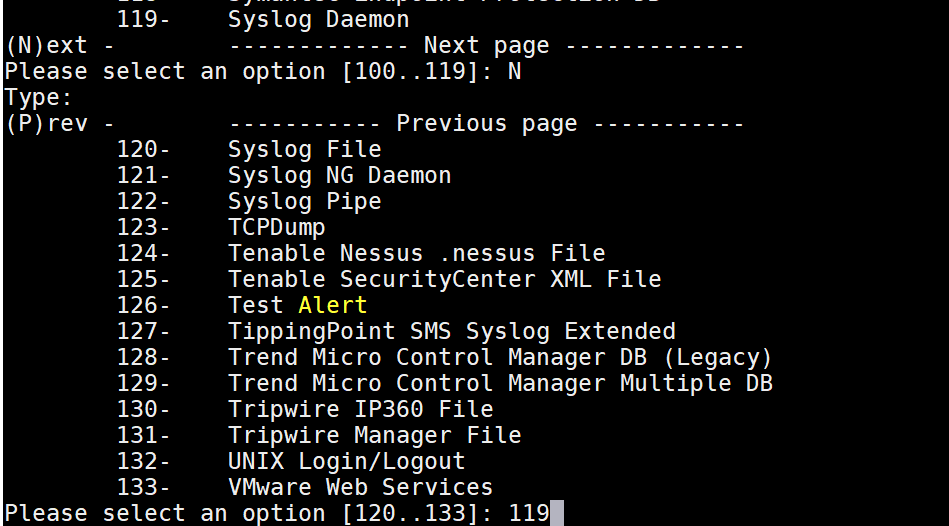 119-    Syslog Daemon
(N)ext -        ------------- Next page -------------
Please select an option [100..119]: N
Type:
(P)rev -        ----------- Previous page -----------
120-    Syslog File
121-    Syslog NG Daemon
122-    Syslog Pipe
123-    TCPDump
124-    Tenable Nessus .nessus File
125-    Tenable SecurityCenter XML File
126-    Test Alert
127-    TippingPoint SMS Syslog Extended
128-    Trend Micro Control Manager DB (Legacy)
129-    Trend Micro Control Manager Multiple DB
130-    Tripwire IP360 File
131-    Tripwire Manager File
132-    UNIX Login/Logout
133-    VMware Web Services
Please select an option [120..133]: 119